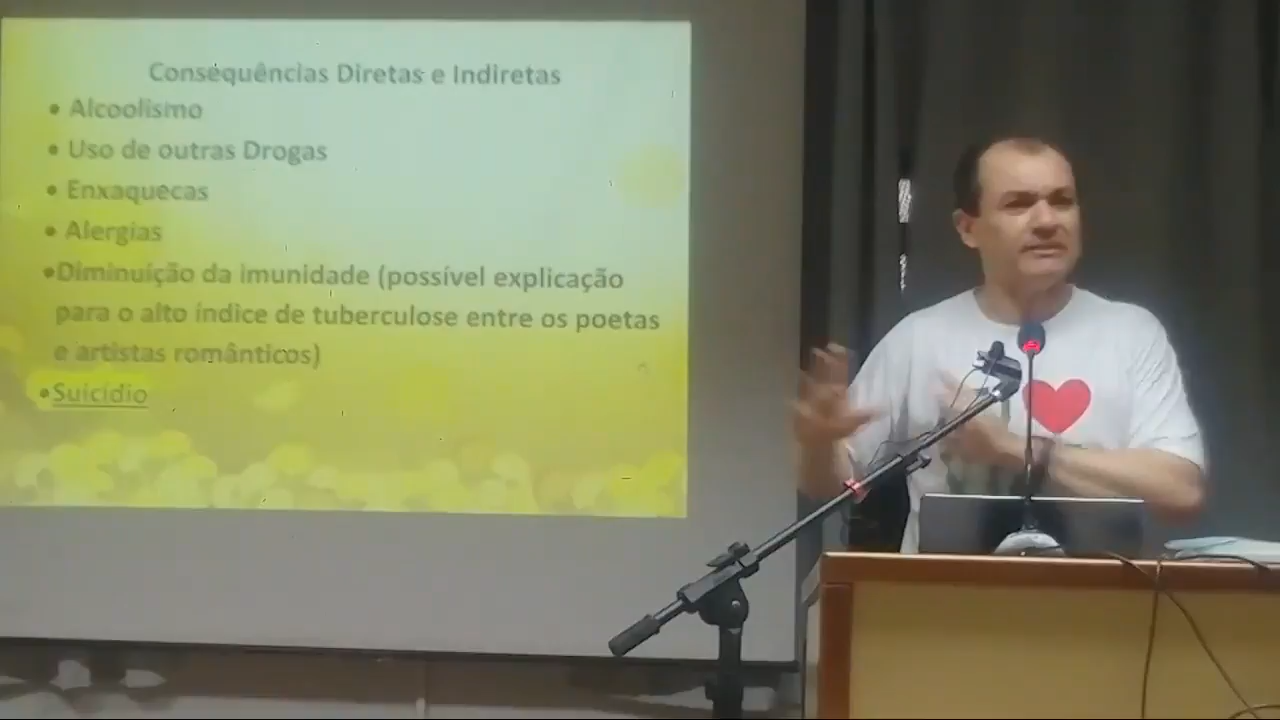 Consequências Diretas e Indiretas
• Alcoolismo
• Uso de outras Drogas
• Enxaquecas
• Alergias
•Diminuição da imunidade (possível explicação
para o alto índice de tuberculose entre os poetas
e artistas românticos)
•Suicídio